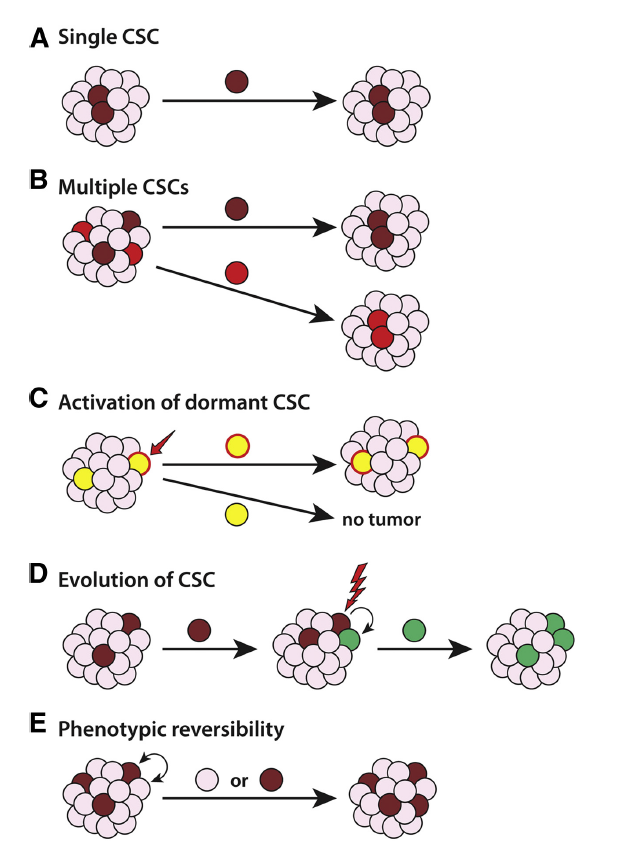 A Single CSC
B Multiple CSCs
C Activation of dormant CSC
no tumor
D Evolution of CSC
E Phenotypic reversibility
or